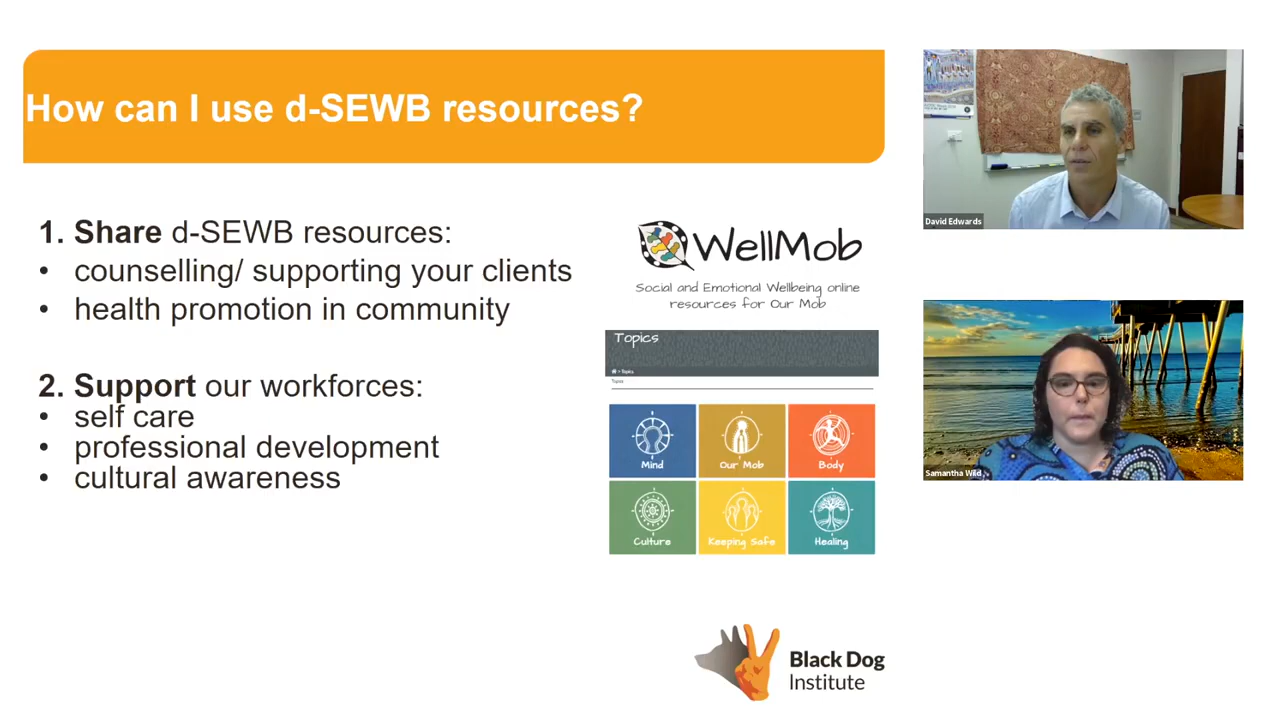 How can I use d-SEWB resources?
1. Share d-SEWB resources:
• counselling/ supporting your clients
• health promotion in community
2. Support our workforces:
• self care
• professional development
• cultural awareness
WellMob
Social and Emotional Wellbeing online
resources for Our Mob
Topics
> Topics
Topics
Mind
Our Mob
Body
Culture
Keeping Safe
Healing
Black Dog
Institute
David Edwards
Samantha Wild